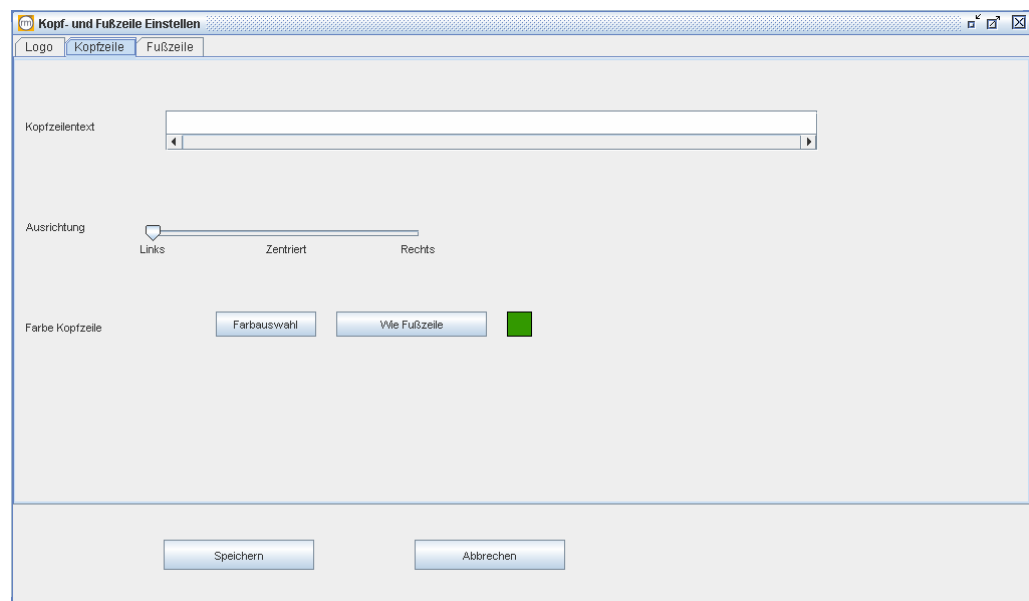 Kopf- und Fußzeile Einstellen
Logo Kopfzeile Fußzeile
Kopfzeilentext
Ausrichtung
Links Zentriert Rechts
Farbe Kopfzeile Farbauswahl Wie Fußzeile
Speichern Abbrechen